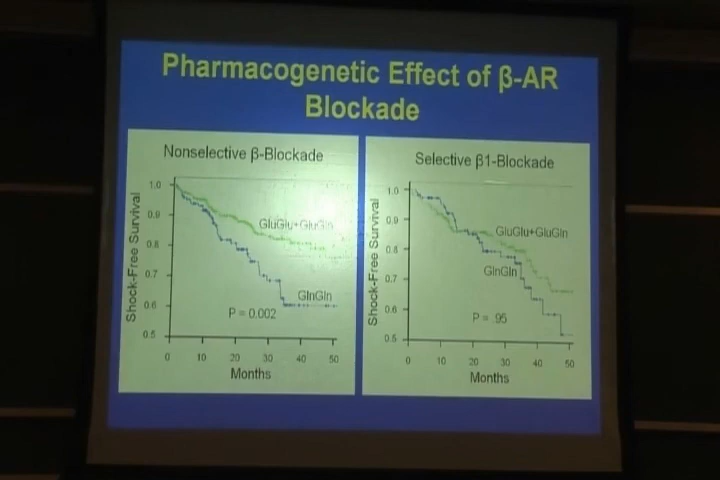 Pharmacogenetic Effect of β-AR
Blockade
Nonselective β-Blockade
Shock-Free Survival
1.0
0.9
0.8
0.7
0.6
0.5
GluGlu+GluGln
GlnGln
P = 0.002
0 10 20 30 40 50
Months
Selective β1-Blockade
Shock-Free Survival
1.0
0.9
0.8
0.7
0.6
0.5
GluGlu+GluGln
GlnGln
P = .95
0 10 20 30 40 50
Months